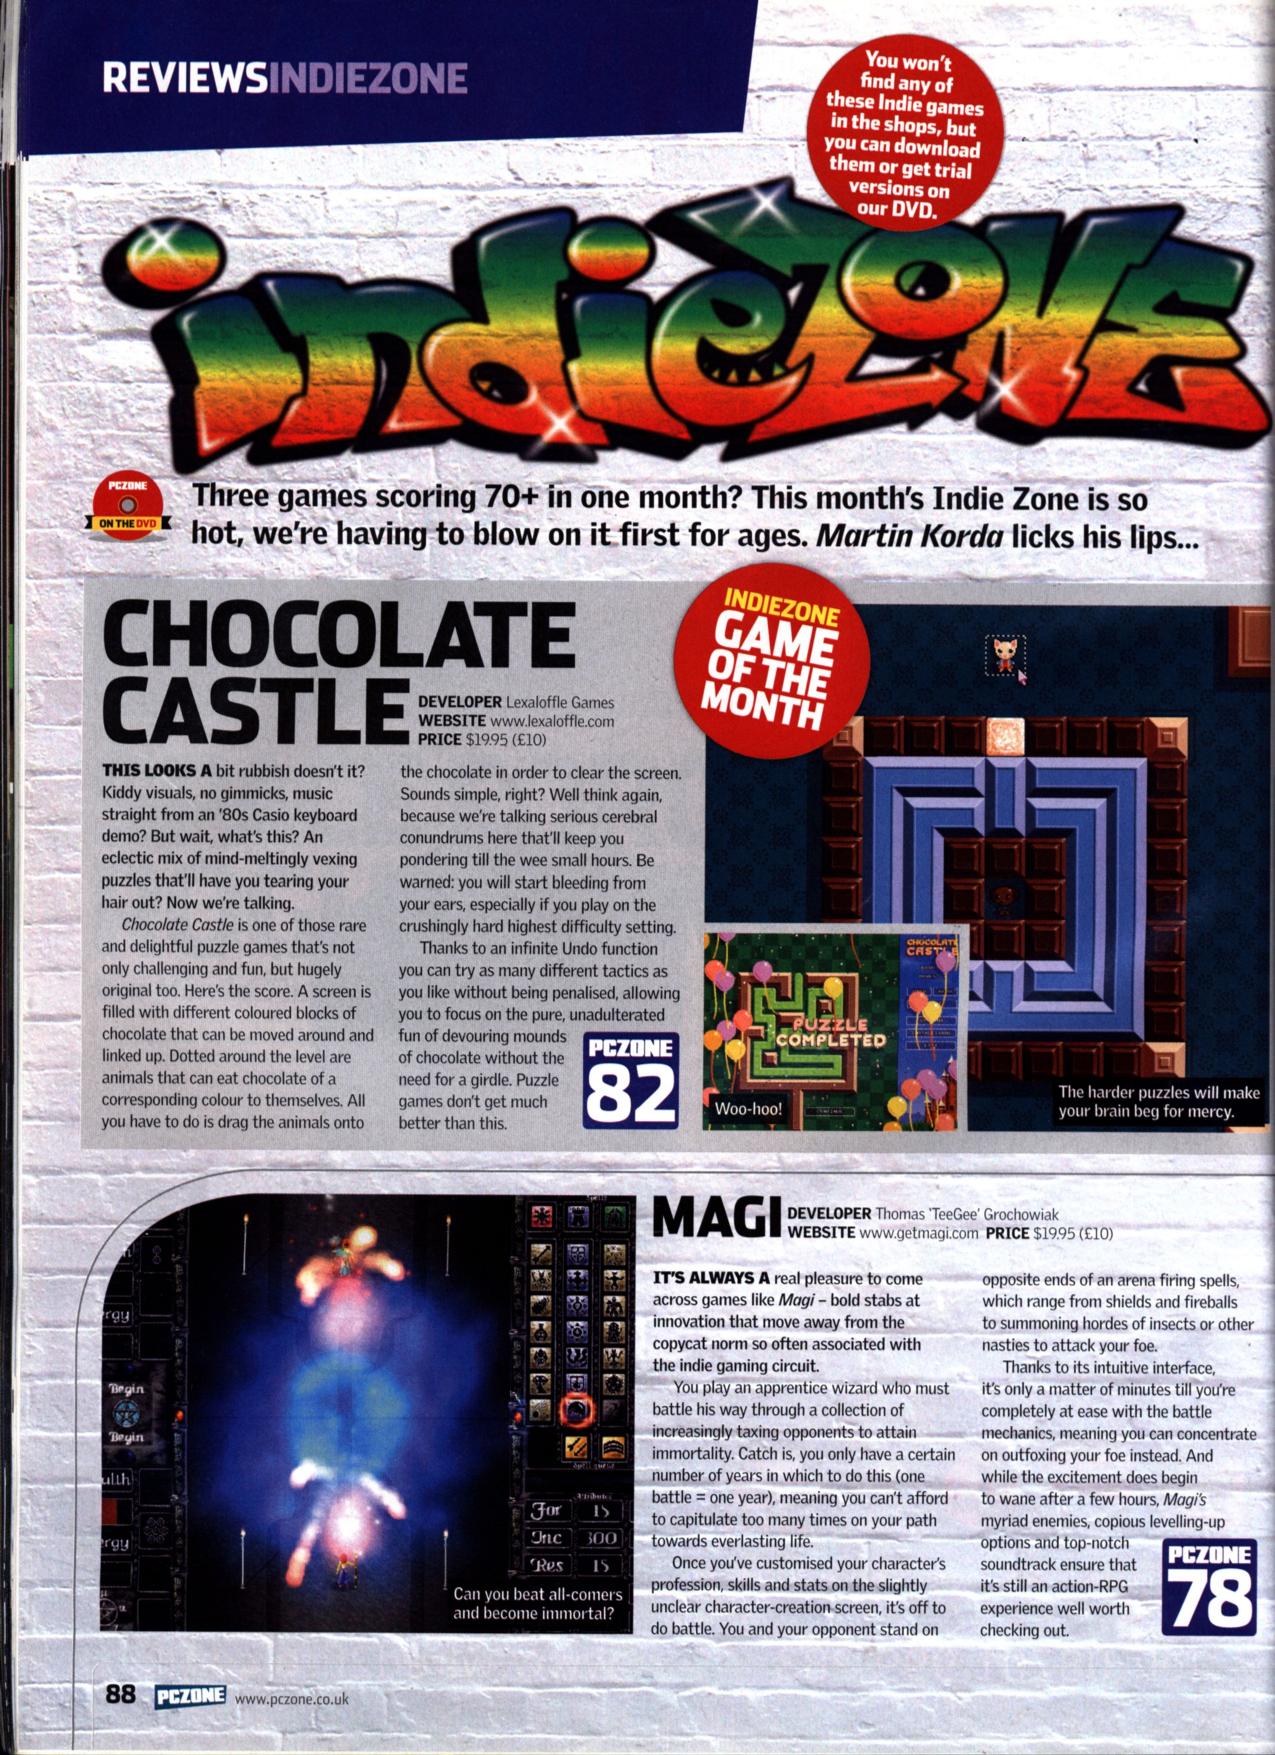 REVIEWSINDIEZONE
You won't
find any of
these Indie games
in the shops, but
you can download
them or get trial
versions on
our DVD.
indieZONE
PCZONE
ON THE DVD
Three games scoring 70+ in one month? This month's Indie Zone is so
hot, we're having to blow on it first for ages. Martin Korda licks his lips...
CHOCOLATE
CASTLE
DEVELOPER Lexaloffle Games
WEBSITE www.lexaloffle.com
PRICE $19.95 (£10)
INDIEZONE
GAME
OF THE
MONTH
THIS LOOKS A bit rubbish doesn't it?
Kiddy visuals, no gimmicks, music
straight from an '80s Casio keyboard
demo? But wait, what's this? An
eclectic mix of mind-meltingly vexing
puzzles that'll have you tearing your
hair out? Now we're talking.
Chocolate Castle is one of those rare
and delightful puzzle games that's not
only challenging and fun, but hugely
original too. Here's the score. A screen is
filled with different coloured blocks of
chocolate that can be moved around and
linked up. Dotted around the level are
animals that can eat chocolate of a
corresponding colour to themselves. All
you have to do is drag the animals onto
the chocolate in order to clear the screen.
Sounds simple, right? Well think again,
because we're talking serious cerebral
conundrums here that'll keep you
pondering till the wee small hours. Be
warned: you will start bleeding from
your ears, especially if you play on the
crushingly hard highest difficulty setting.
Thanks to an infinite Undo function
you can try as many different tactics as
you like without being penalised, allowing
you to focus on the pure, unadulterated
fun of devouring mounds
of chocolate without the
need for a girdle. Puzzle
games don't get much
better than this.
PCZONE
82
CHOCOLATE
CASTLE
PUZZLE
COMPLETED
Woo-hoo!
The harder puzzles will make
your brain beg for mercy.
MAGI
DEVELOPER Thomas 'TeeGee' Grochowiak
WEBSITE www.getmagi.com PRICE $19.95 (£10)
IT'S ALWAYS A real pleasure to come
across games like Magi – bold stabs at
innovation that move away from the
copycat norm so often associated with
the indie gaming circuit.
You play an apprentice wizard who must
battle his way through a collection of
increasingly taxing opponents to attain
immortality. Catch is, you only have a certain
number of years in which to do this (one
battle = one year), meaning you can't afford
to capitulate too many times on your path
towards everlasting life.
Once you've customised your character's
profession, skills and stats on the slightly
unclear character-creation screen, it's off to
do battle. You and your opponent stand on
opposite ends of an arena firing spells,
which range from shields and fireballs
to summoning hordes of insects or other
nasties to attack your foe.
Thanks to its intuitive interface,
it's only a matter of minutes till you're
completely at ease with the battle
mechanics, meaning you can concentrate
on outfoxing your foe instead. And
while the excitement does begin
to wane after a few hours, Magi's
myriad enemies, copious levelling-up
options and top-notch
soundtrack ensure that
it's still an action-RPG
experience well worth
checking out.
PCZONE
78
Spells
rgy
Begin
Begin
alth
rgy
Spell queue
Attributes
For 15
Inc 300
Res 15
Can you beat all-comers
and become immortal?
88 PCZONE www.pczone.co.uk